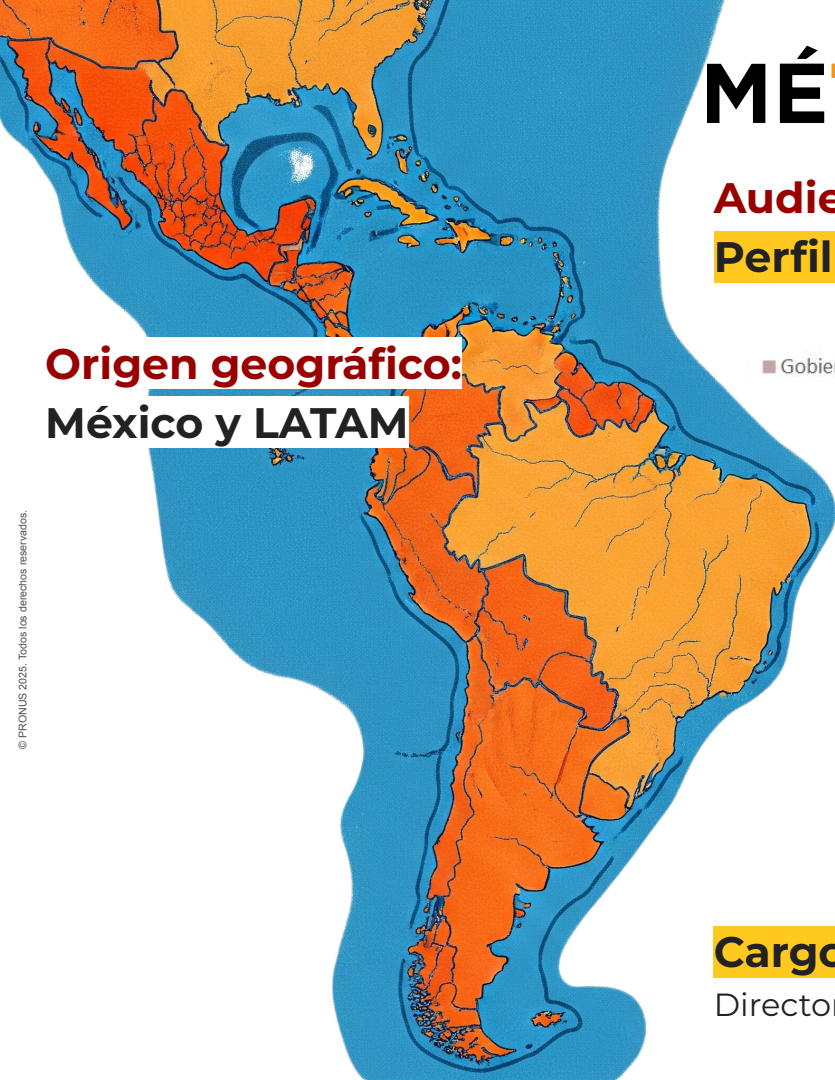 MÉ
Audie
Perfil
Gobier
Origen geográfico:
México y LATAM
© PRONUS 2025. Todos los derechos reservados.
Cargo
Director